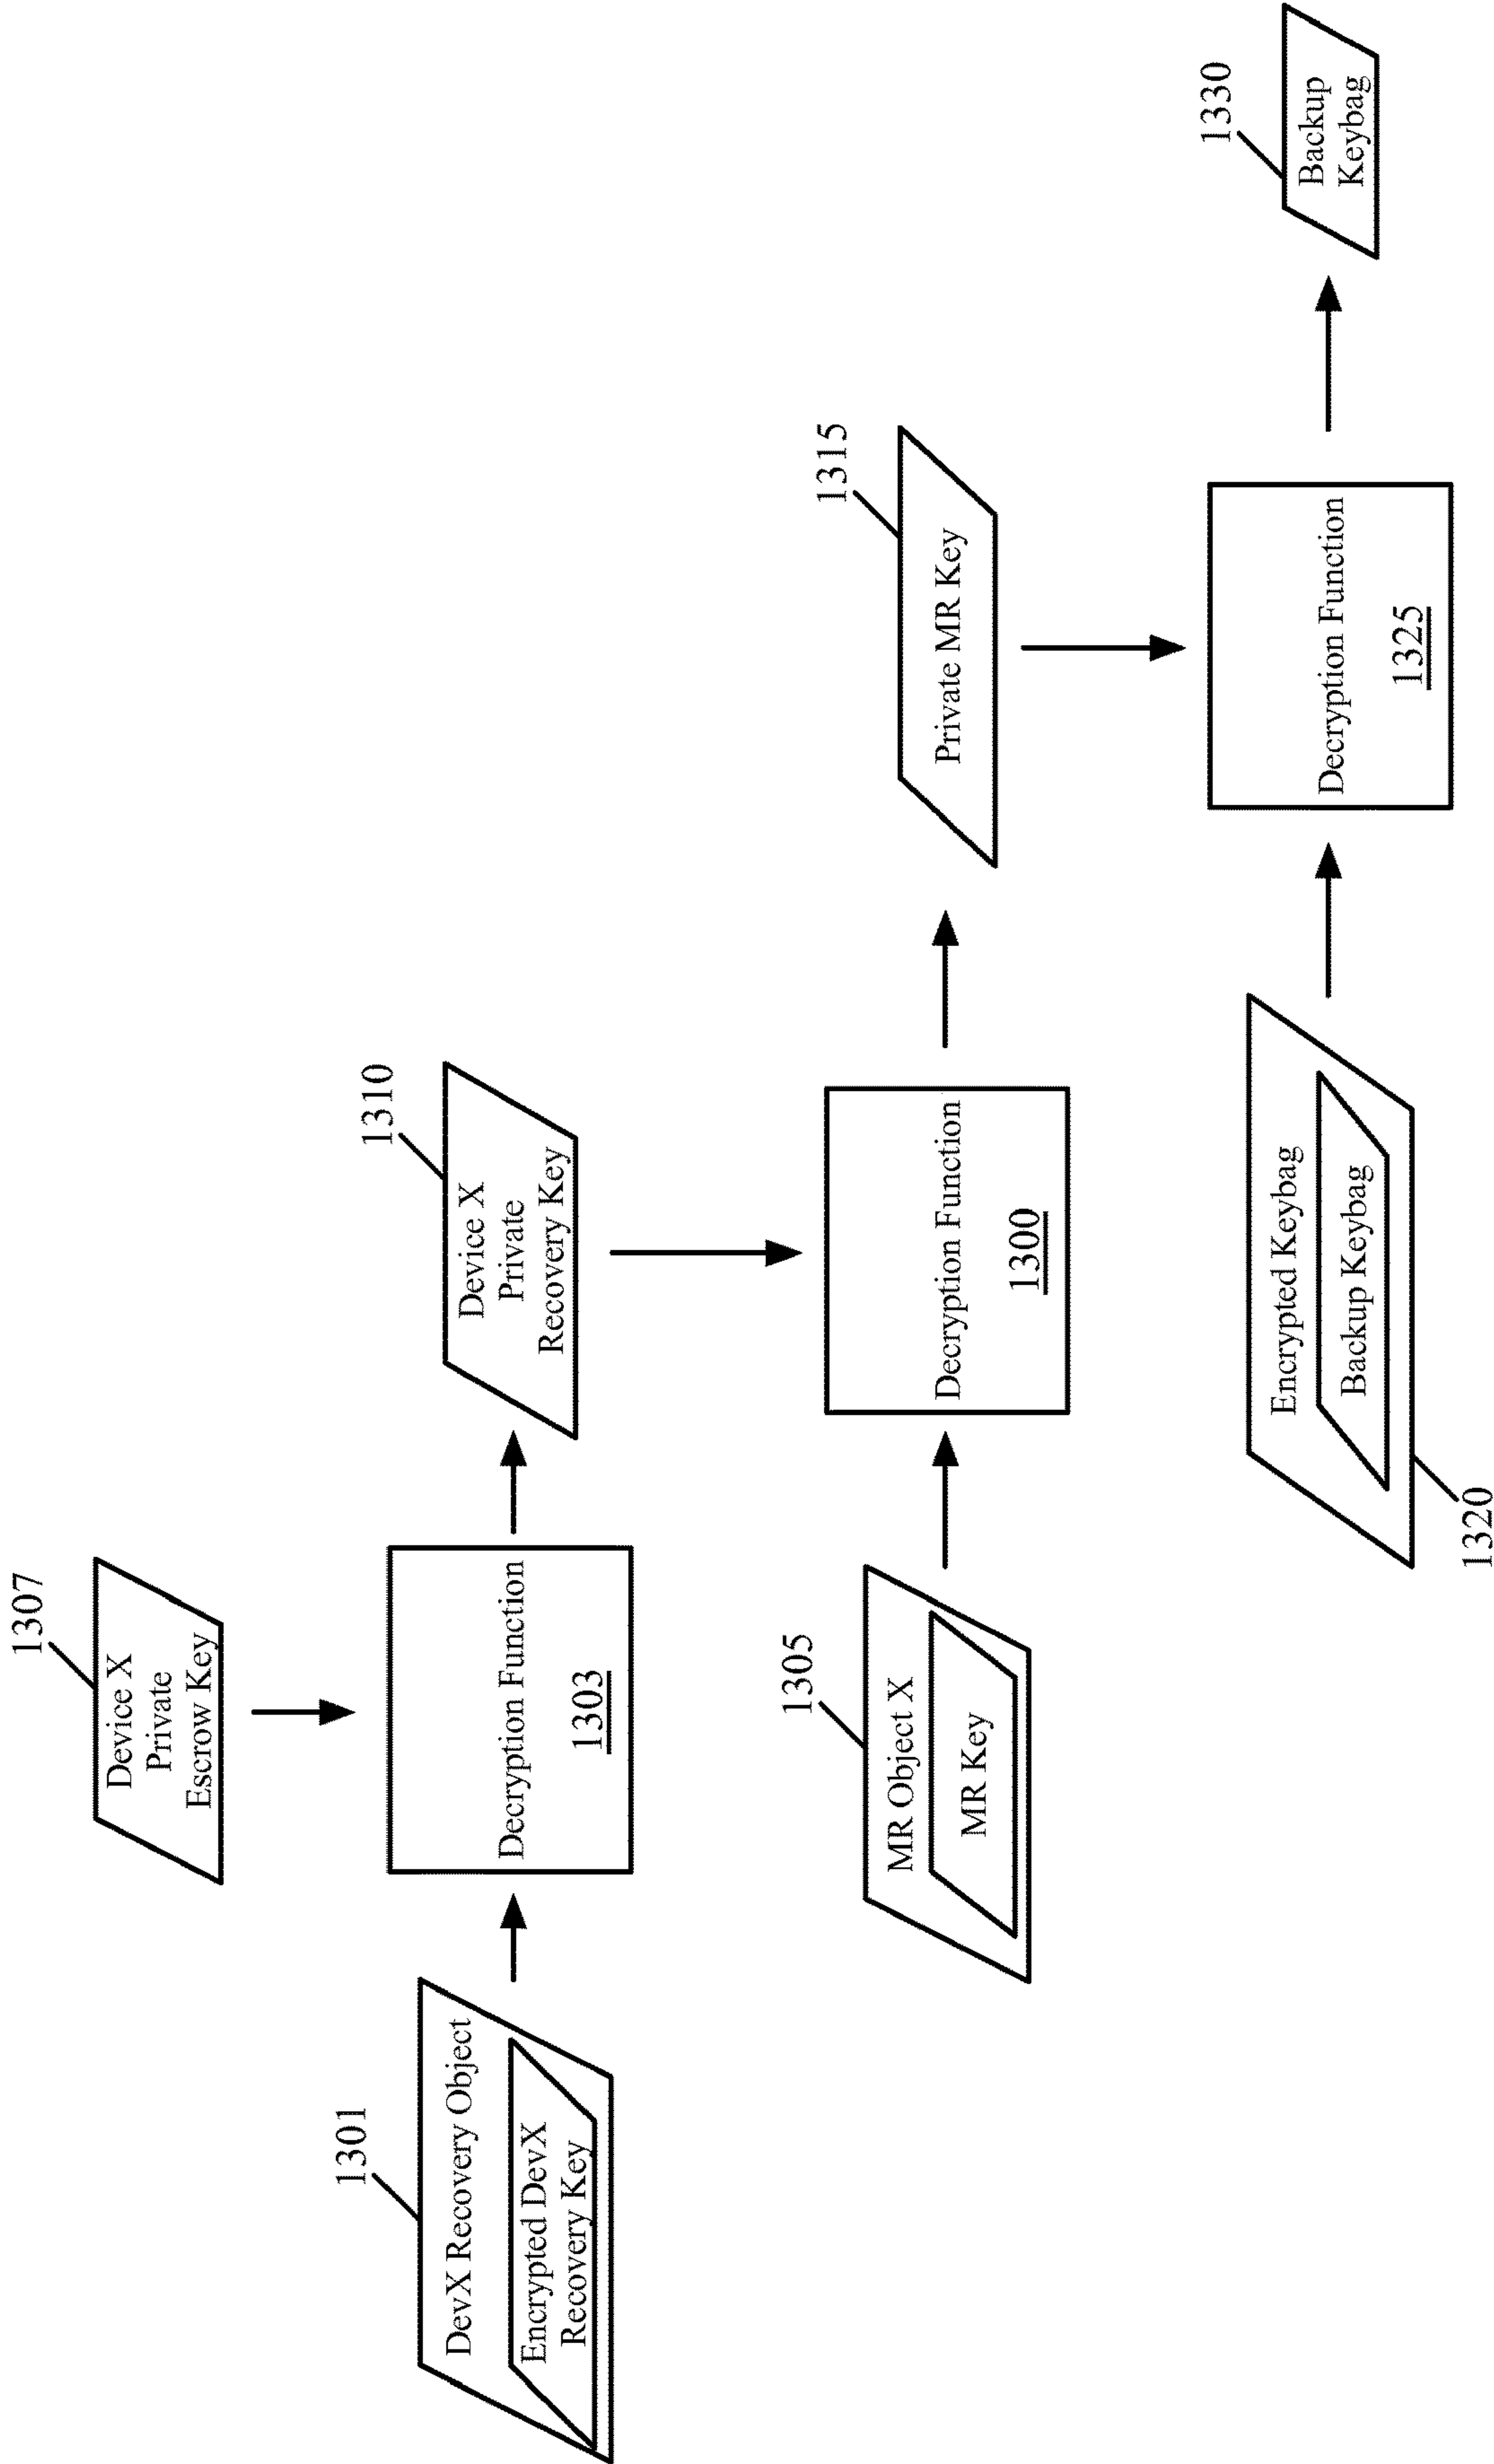 1307
Device X
Private
Escrow Key
1301
DevX Recovery Object
Encrypted DevX
Recovery Key
Decryption Function
1303
1310
Device X
Private
Recovery Key
1305
MR Object X
MR Key
Decryption Function
1300
1315
Private MR Key
Encrypted Keybag
Backup Keybag
1320
Decryption Function
1325
1330
Backup
Keybag